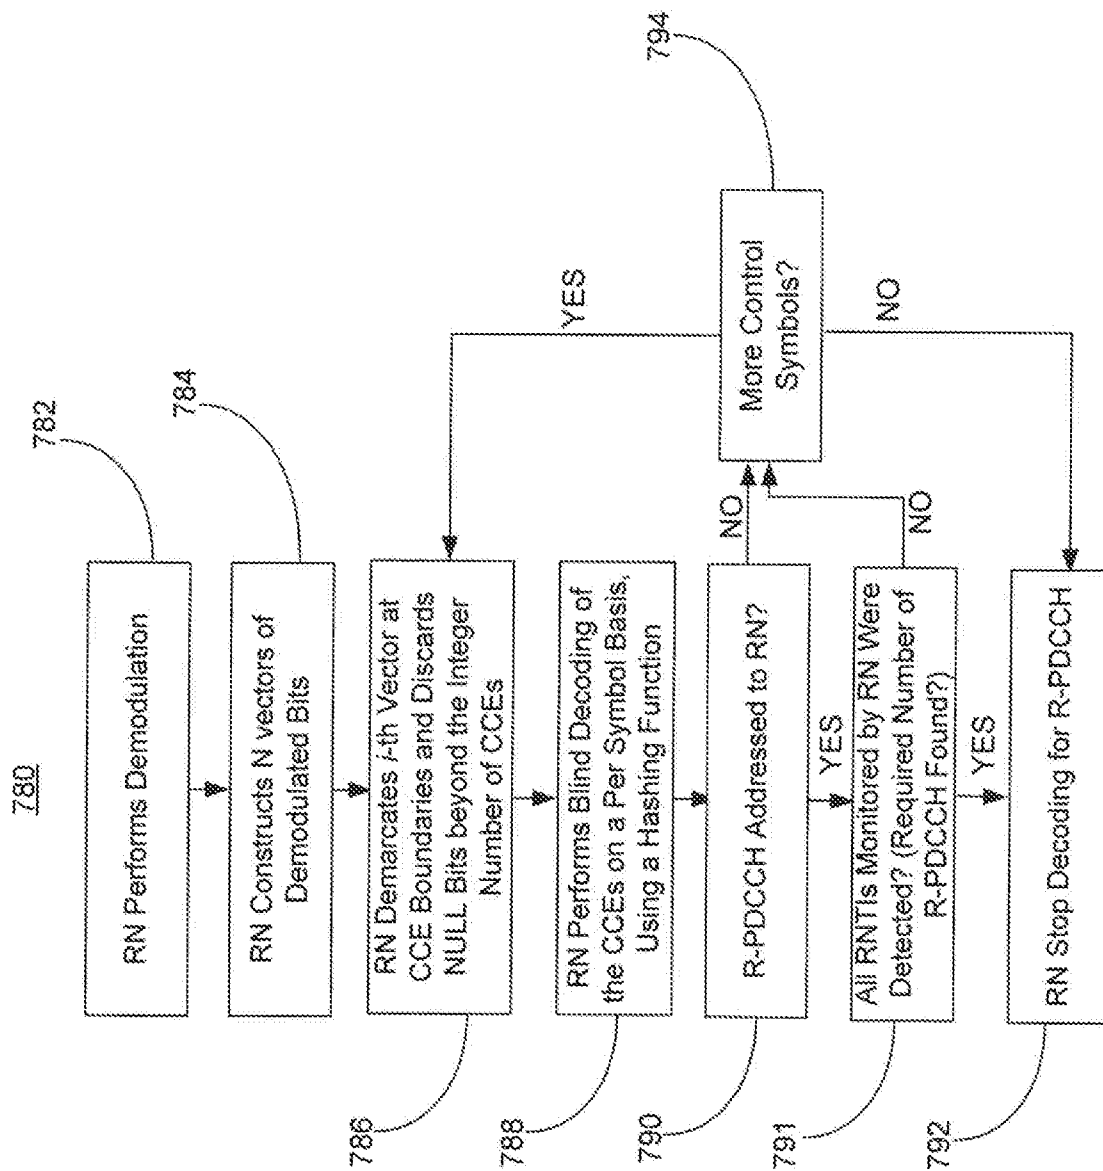 780
782
RN Performs Demodulation
784
RN Constructs N vectors of
Demodulated Bits
786
RN Demarcates i-th Vector at
CCE Boundaries and Discards
NULL Bits beyond the Integer
Number of CCEs
788
RN Performs Blind Decoding of
the CCEs on a Per Symbol Basis,
Using a Hashing Function
790
R-PDCCH Addressed to RN?
NO
YES
791
All RNTIs Monitored by RN Were
Detected? (Required Number of
R-PDCCH Found?)
NO
YES
792
RN Stop Decoding for R-PDCCH
794
More Control
Symbols?
YES
NO